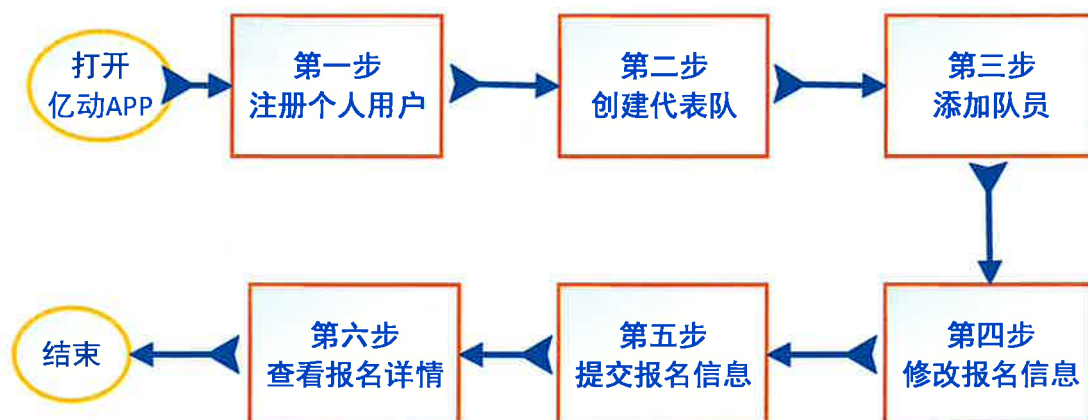 打开
亿动APP
第一步
注册个人用户
第二步
创建代表队
第三步
添加队员
第四步
修改报名信息
第五步
提交报名信息
第六步
查看报名详情
结束